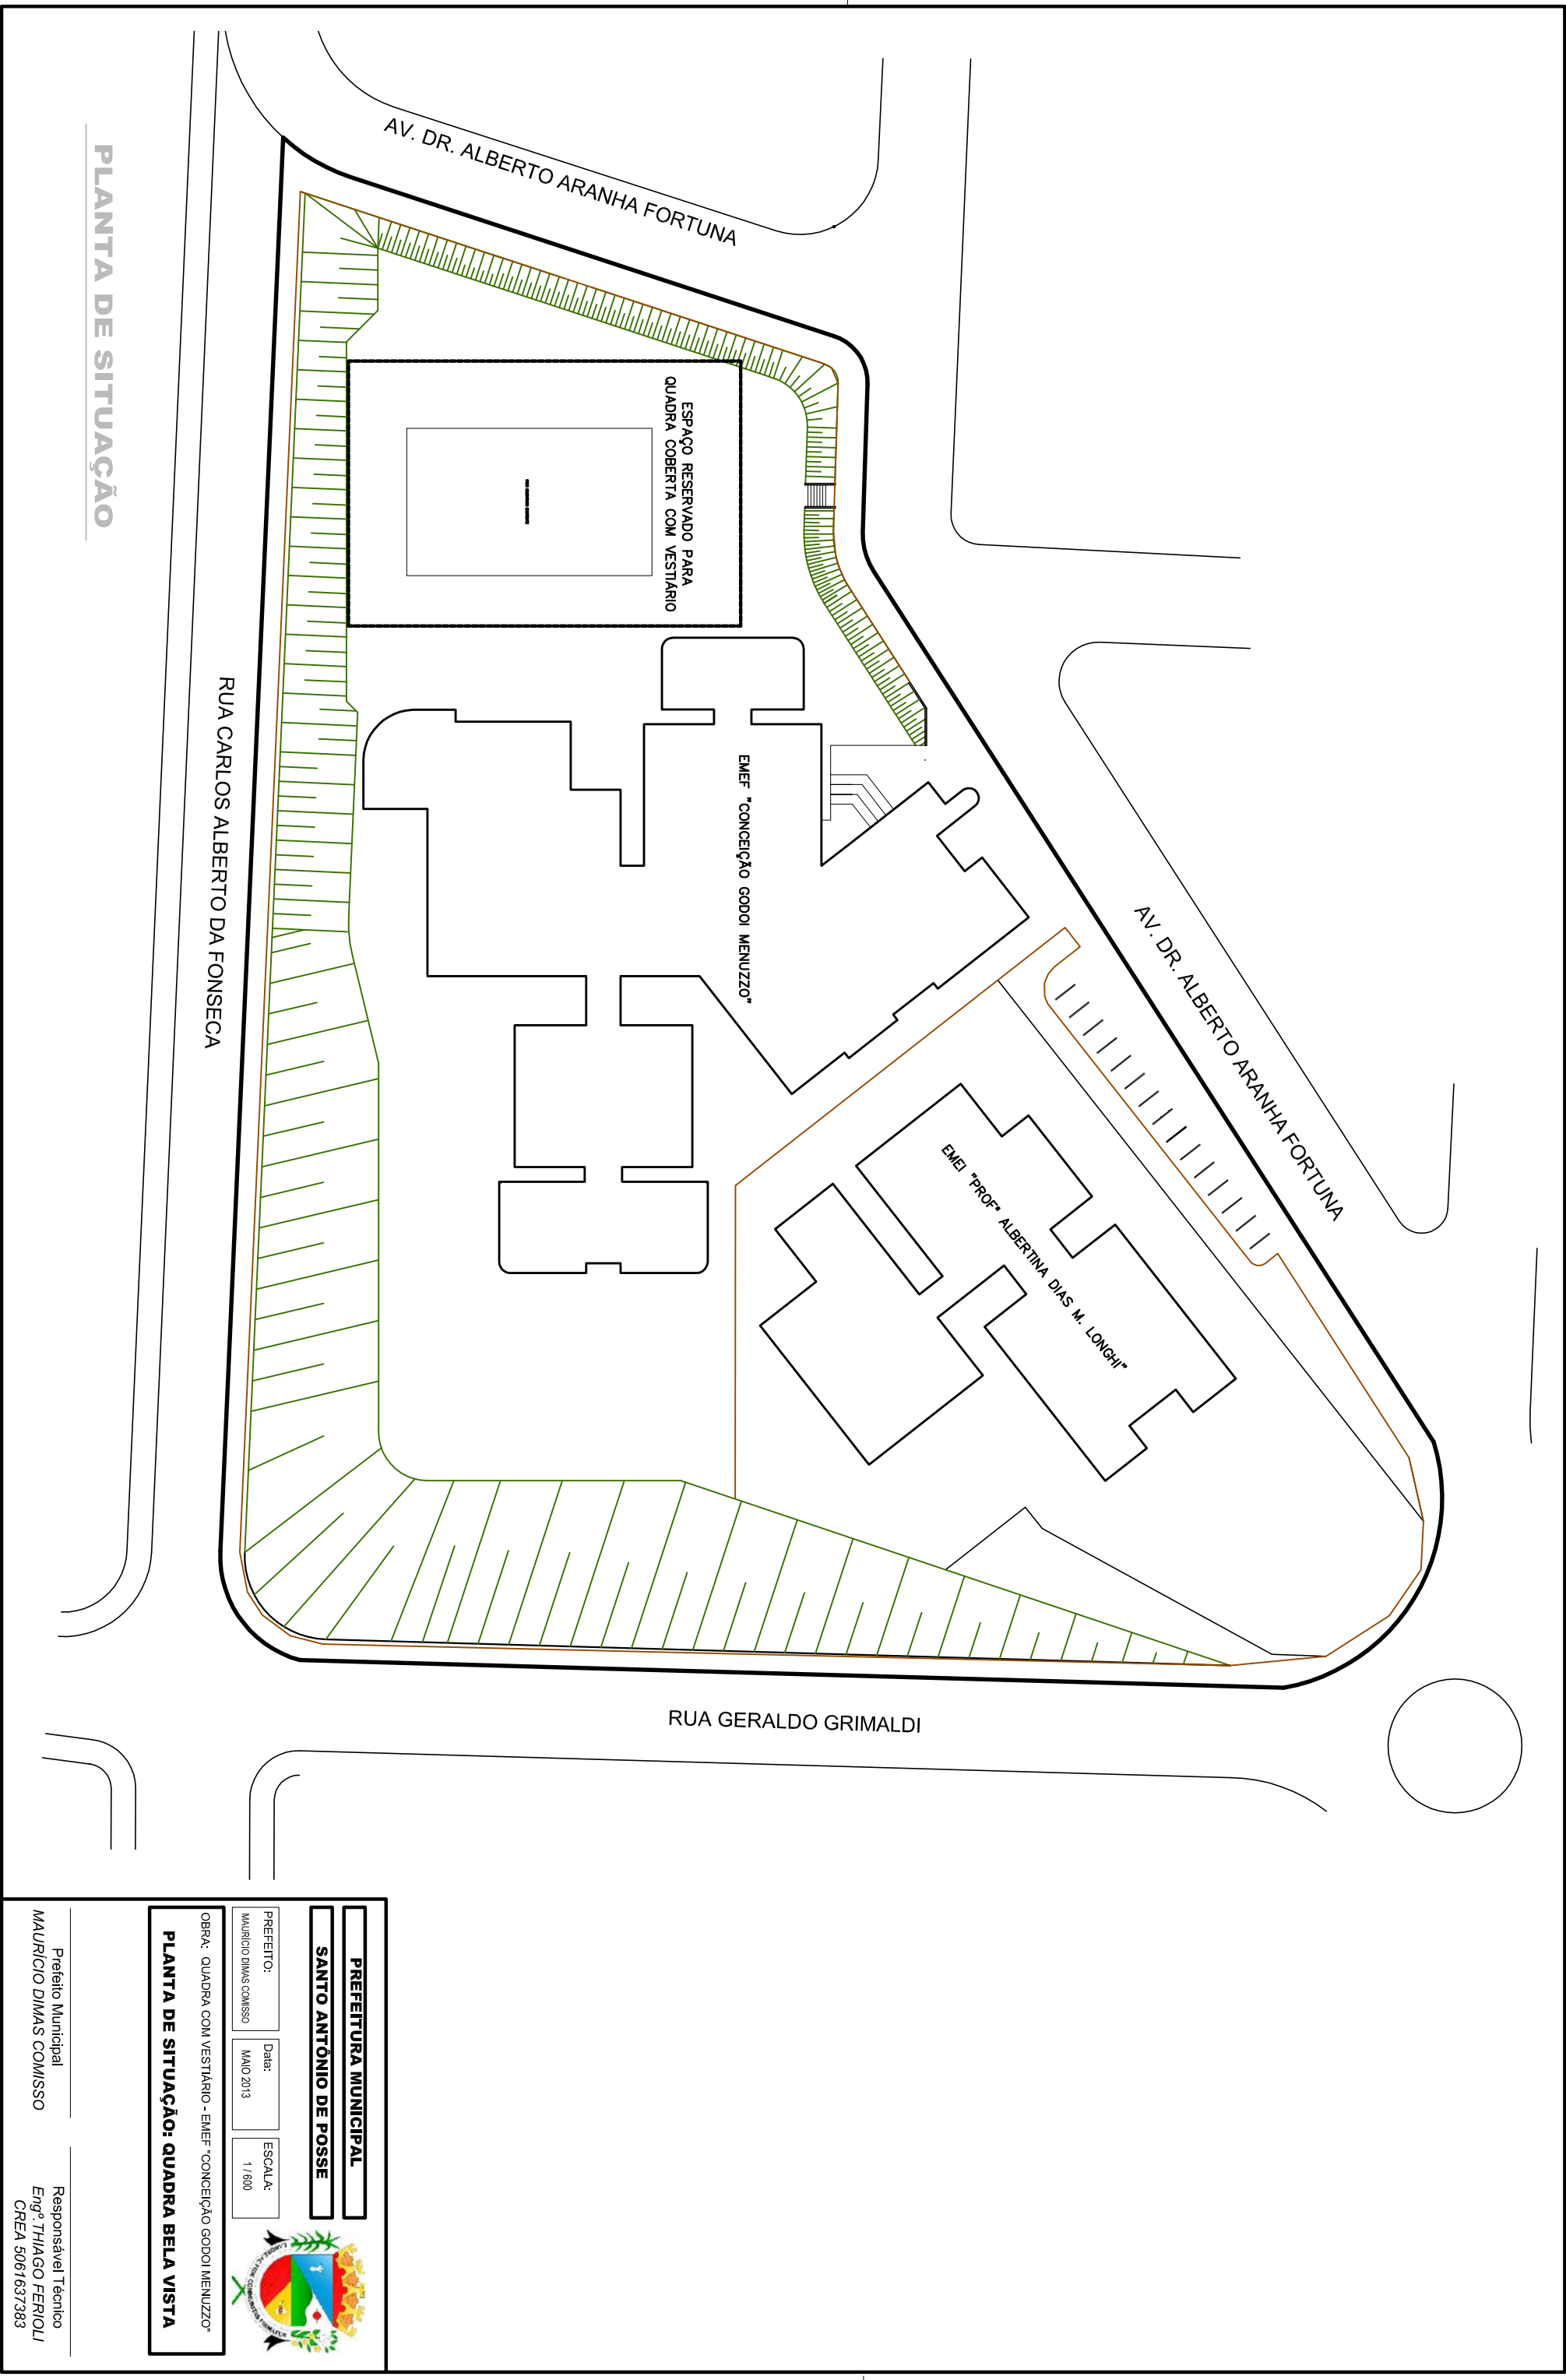 AV. DR. ALBERTO ARANHA FORTUNA
PLANTA DE SITUAÇÃO
ESPAÇO RESERVADO PARA
QUADRA COBERTA COM VESTIÁRIO
RUA CARLOS ALBERTO DA FONSECA
EMEF "CONCEIÇÃO GODOI MENUZZO"
AV. DR. ALBERTO ARANHA FORTUNA
EMEI "PROFª ALBERTINA DIAS M. LONGHI"
RUA GERALDO GRIMALDI
PREFEITURA MUNICIPAL
SANTO ANTÔNIO DE POSSE
PREFEITO:
MAURÍCIO DIMAS COMISSO
Data:
MAIO 2013
ESCALA:
1 / 600
OBRA: QUADRA COM VESTIÁRIO - EMEF "CONCEIÇÃO GODOI MENUZZO"
PLANTA DE SITUAÇÃO: QUADRA BELA VISTA
Prefeito Municipal
MAURÍCIO DIMAS COMISSO
Responsável Técnico
Engº.THIAGO FERIOLI
CREA 5061637383